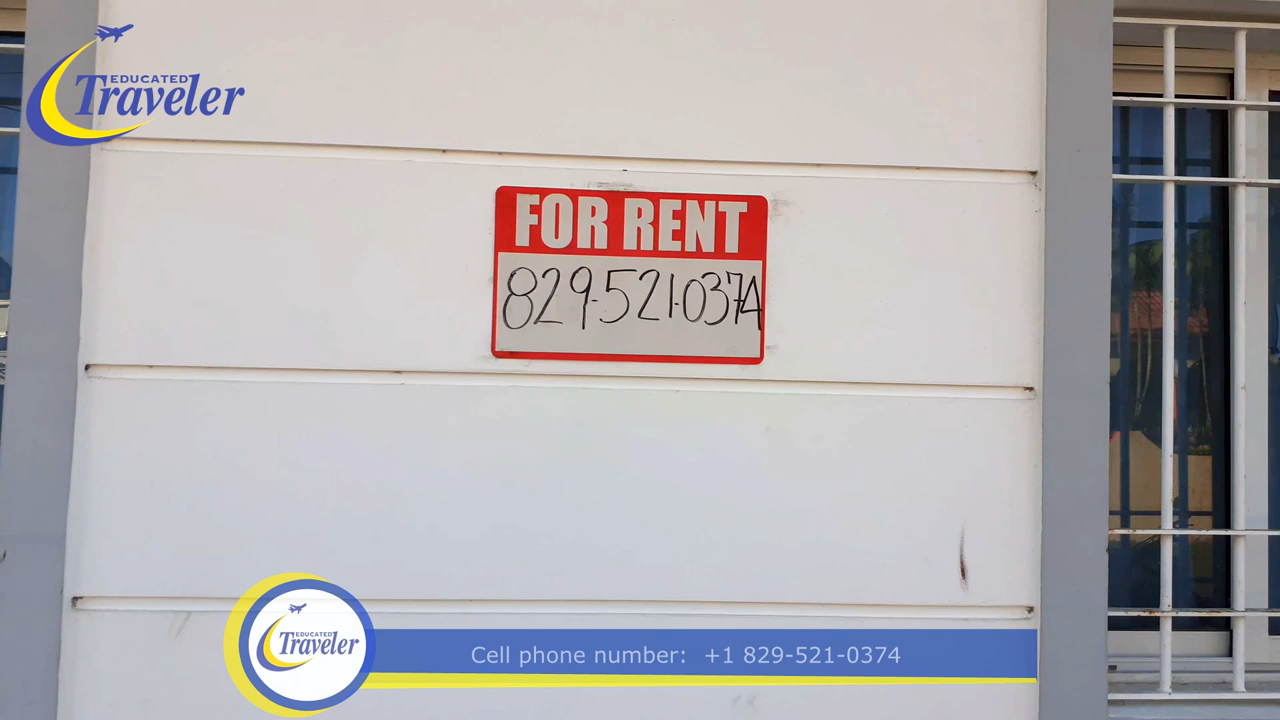 EDUCATED
Traveler
FOR RENT
829-521-0374
EDUCATED
Traveler
Cell phone number: +1 829-521-0374